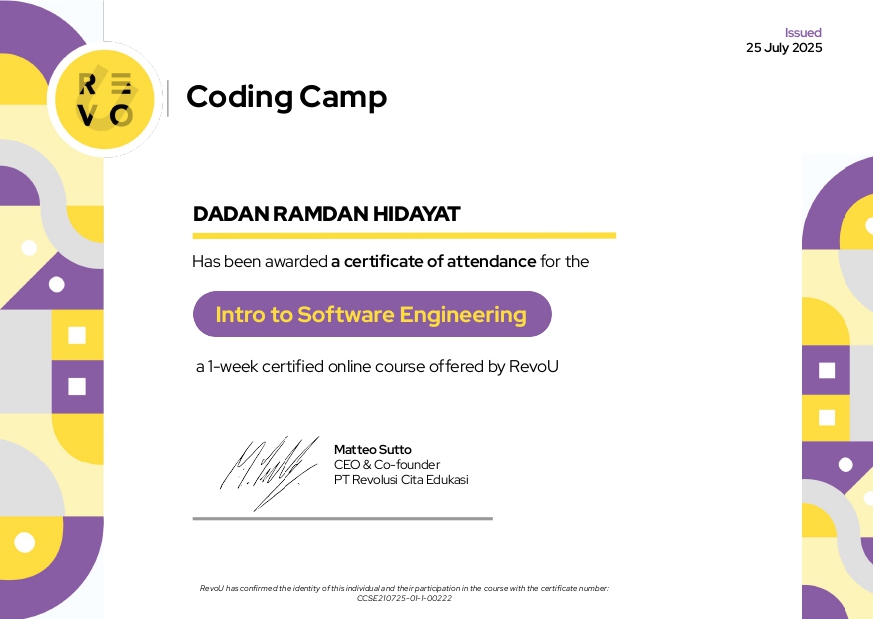 Issued
25 July 2025
RE
VO
Coding Camp
DADAN RAMDAN HIDAYAT
Has been awarded a certificate of attendance for the
Intro to Software Engineering
a 1-week certified online course offered by RevoU
Matteo Sutto
CEO & Co-founder
PT Revolusi Cita Edukasi
RevoU has confirmed the identity of this individual and their participation in the course with the certificate number:
CCSE210725-01-1-00222